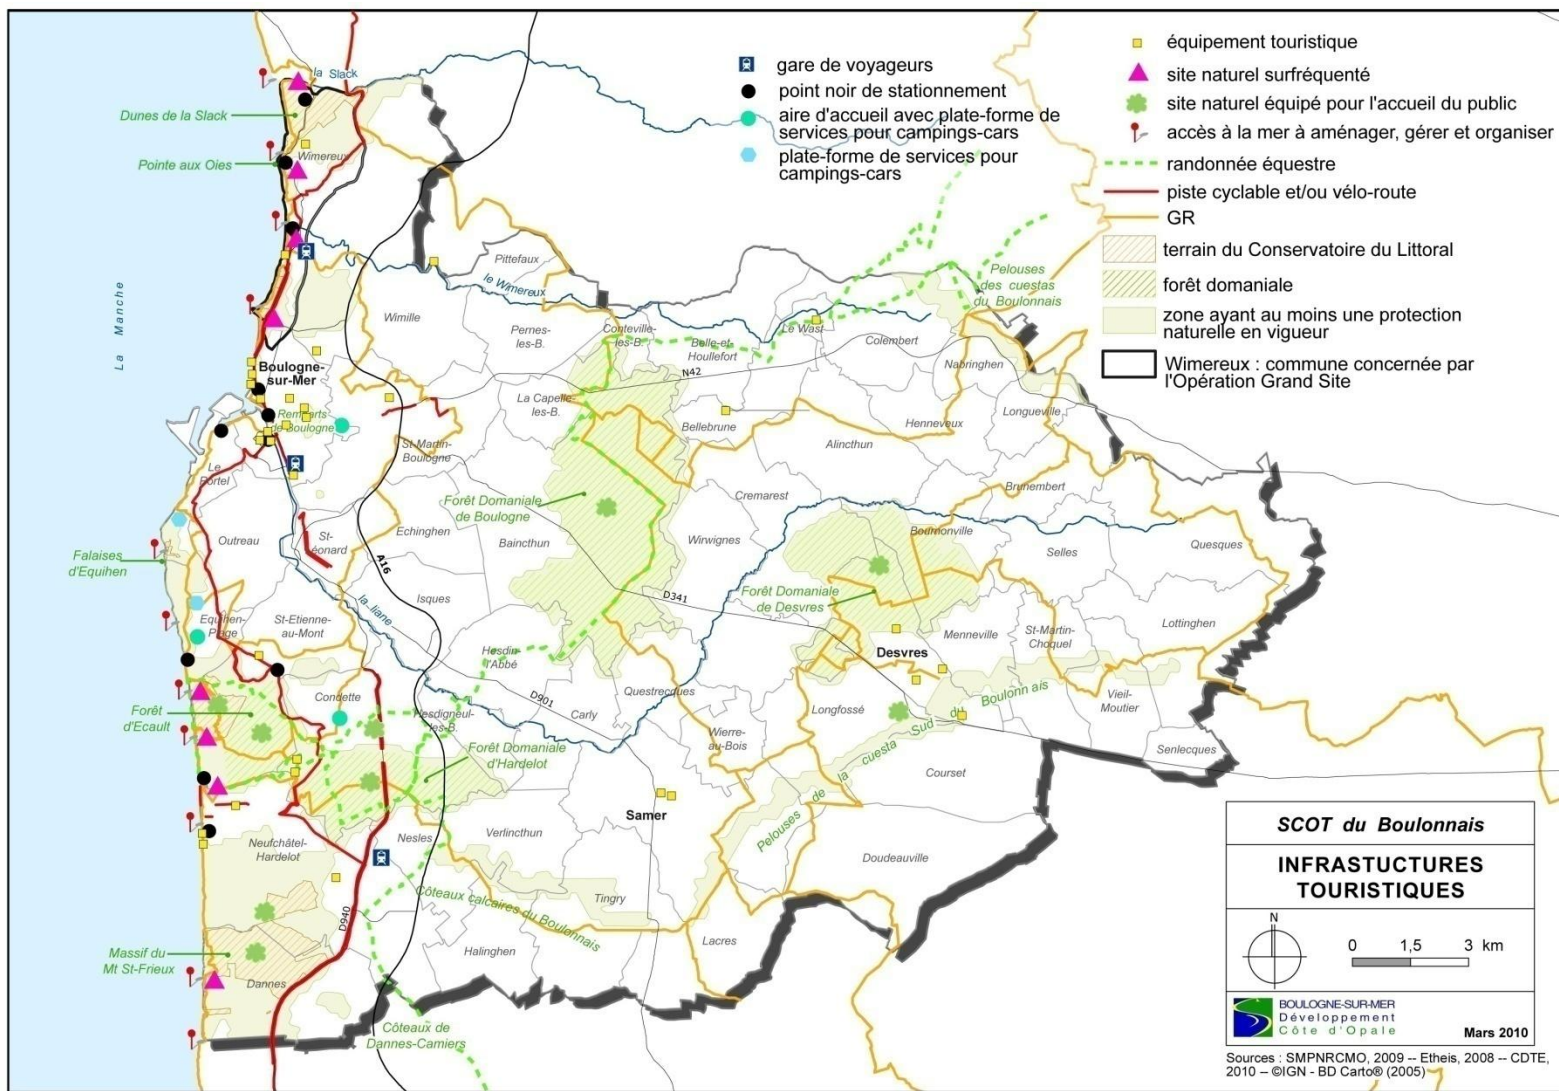 gare de voyageurs
point noir de stationnement
aire d'accueil avec plate-forme de
services pour campings-cars
plate-forme de services pour
campings-cars
équipement touristique
site naturel surfréquenté
site naturel équipé pour l'accueil du public
accès à la mer à aménager, gérer et organiser
randonnée équestre
piste cyclable et/ou vélo-route
GR
terrain du Conservatoire du Littoral
forêt domaniale
zone ayant au moins une protection
naturelle en vigueur
Wimereux : commune concernée par
l'Opération Grand Site
la Slack
Dunes de la Slack
Wimereux
Pointe aux Oies
La Manche
Pittefaux
le Wimereux
Pelouses
des cuestas
du Boulonnais
Wimille
Pernes-
les-B.
Conteville-
les-B.
Belle-et-
Houllefort
Le Wast
Colembert
Nabringhen
Boulogne-
sur-Mer
N42
La Capelle-
les-B.
Longueville
Henneveux
Bellebrune
Alincthun
Remparts
de Boulogne
St-Martin-
Boulogne
Le
Portel
Forêt Domaniale
de Boulogne
Cremarest
Brunembert
Echinghen
Baincthun
Wirwignes
Bournonville
Selles
Quesques
Outreau
St-
Léonard
Falaises
d'Equihen
A16
la liane
Isques
D341
Forêt Domaniale
de Desvres
Lottinghen
Equihen-
Plage
St-Etienne-
au-Mont
Menneville
St-Martin-
Choquel
Hesdin-
l'Abbé
Desvres
Condette
Questrecques
D901
Carly
Longfossé
Vieil-
Moutier
Forêt
d'Ecault
Hesdigneul-
les-B.
Wierre-
au-Bois
Senlecques
Forêt Domaniale
d'Hardelot
Pelouses de la cuesta Sud du Boulonnais
Courset
Samer
Neufchâtel-
Hardelot
Nesles
Verlincthun
Doudeauville
Tingry
Côteaux calcaires du Boulonnais
D940
Halinghen
Lacres
Massif du
Mt St-Frieux
Dannes
Côteaux de
Dannes-Camiers
SCOT du Boulonnais
INFRASTUCTURES
TOURISTIQUES
N
0 1,5 3 km
BOULOGNE-SUR-MER
Développement
Côte d'Opale
Mars 2010
Sources : SMPNRCMO, 2009 -- Etheis, 2008 -- CDTE,
2010 -- ©IGN - BD Carto® (2005)